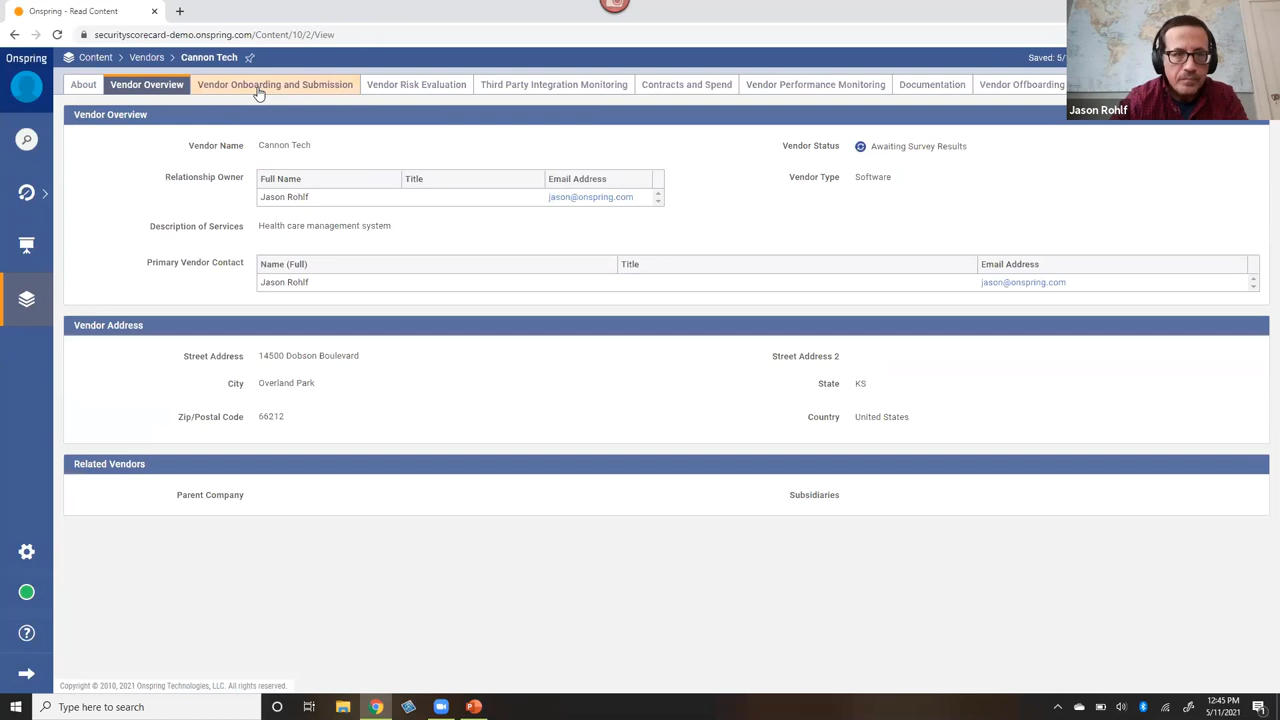 Onspring - Read Content
securityscorecard-demo.onspring.com/Content/10/2/View
Onspring Content > Vendors > Cannon Tech Saved: 5/
About Vendor Overview Vendor Onboarding and Submission Vendor Risk Evaluation Third Party Integration Monitoring Contracts and Spend Vendor Performance Monitoring Documentation Vendor Offboarding
Jason Rohlf
Vendor Overview
Vendor Name Cannon Tech Vendor Status Awaiting Survey Results
Relationship Owner Full Name Title Email Address Vendor Type Software
Jason Rohlf jason@onspring.com
Description of Services Health care management system
Primary Vendor Contact Name (Full) Title Email Address
Jason Rohlf jason@onspring.com
Vendor Address
Street Address 14500 Dobson Boulevard Street Address 2
City Overland Park State KS
Zip/Postal Code 66212 Country United States
Related Vendors
Parent Company Subsidiaries
Copyright © 2010, 2021 Onspring Technologies, LLC. All rights reserved.
Type here to search
12:45 PM
5/11/2021